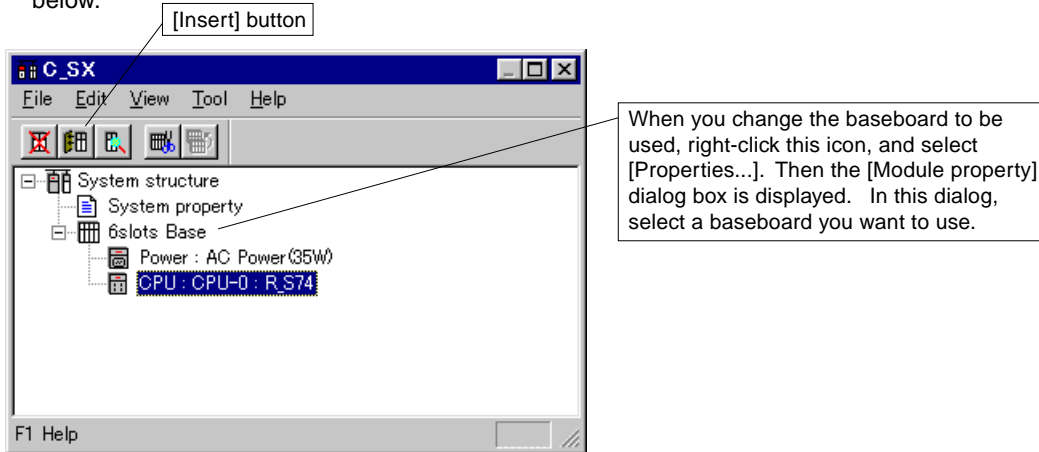 below.
[Insert] button
C_SX
File Edit View Tool Help
System structure
System property
6slots Base
Power : AC Power(35W)
CPU : CPU-0 : R_S74
F1 Help
When you change the baseboard to be
used, right-click this icon, and select
[Properties...]. Then the [Module property]
dialog box is displayed. In this dialog,
select a baseboard you want to use.